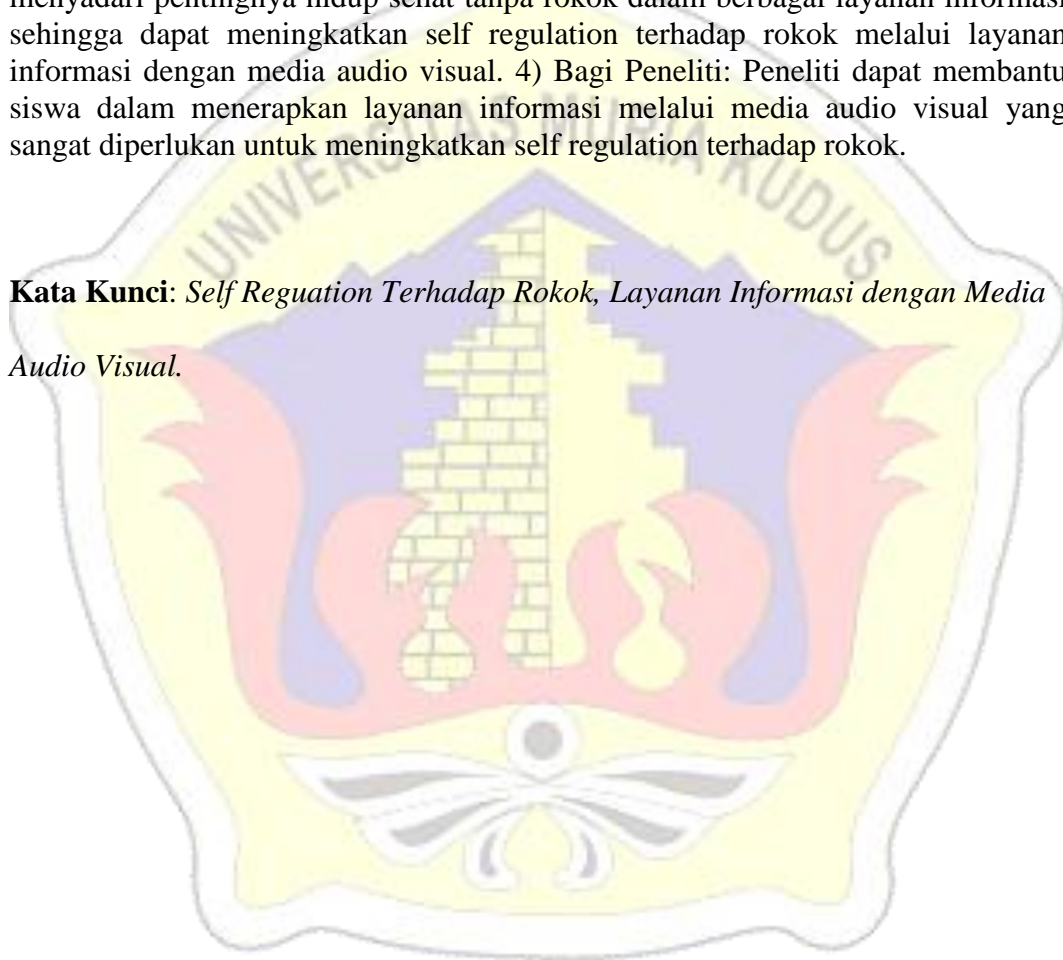 menyadari pentingnya hidup sehat tanpa rokok dalam berbagai layanan informasi
sehingga dapat meningkatkan self regulation terhadap rokok melalui layanan
informasi dengan media audio visual. 4) Bagi Peneliti: Peneliti dapat membantu
siswa dalam menerapkan layanan informasi melalui media audio visual yang
sangat diperlukan untuk meningkatkan self regulation terhadap rokok.
UNIVERSITAS MURIA KUDUS
Kata Kunci: Self Reguation Terhadap Rokok, Layanan Informasi dengan Media
Audio Visual.